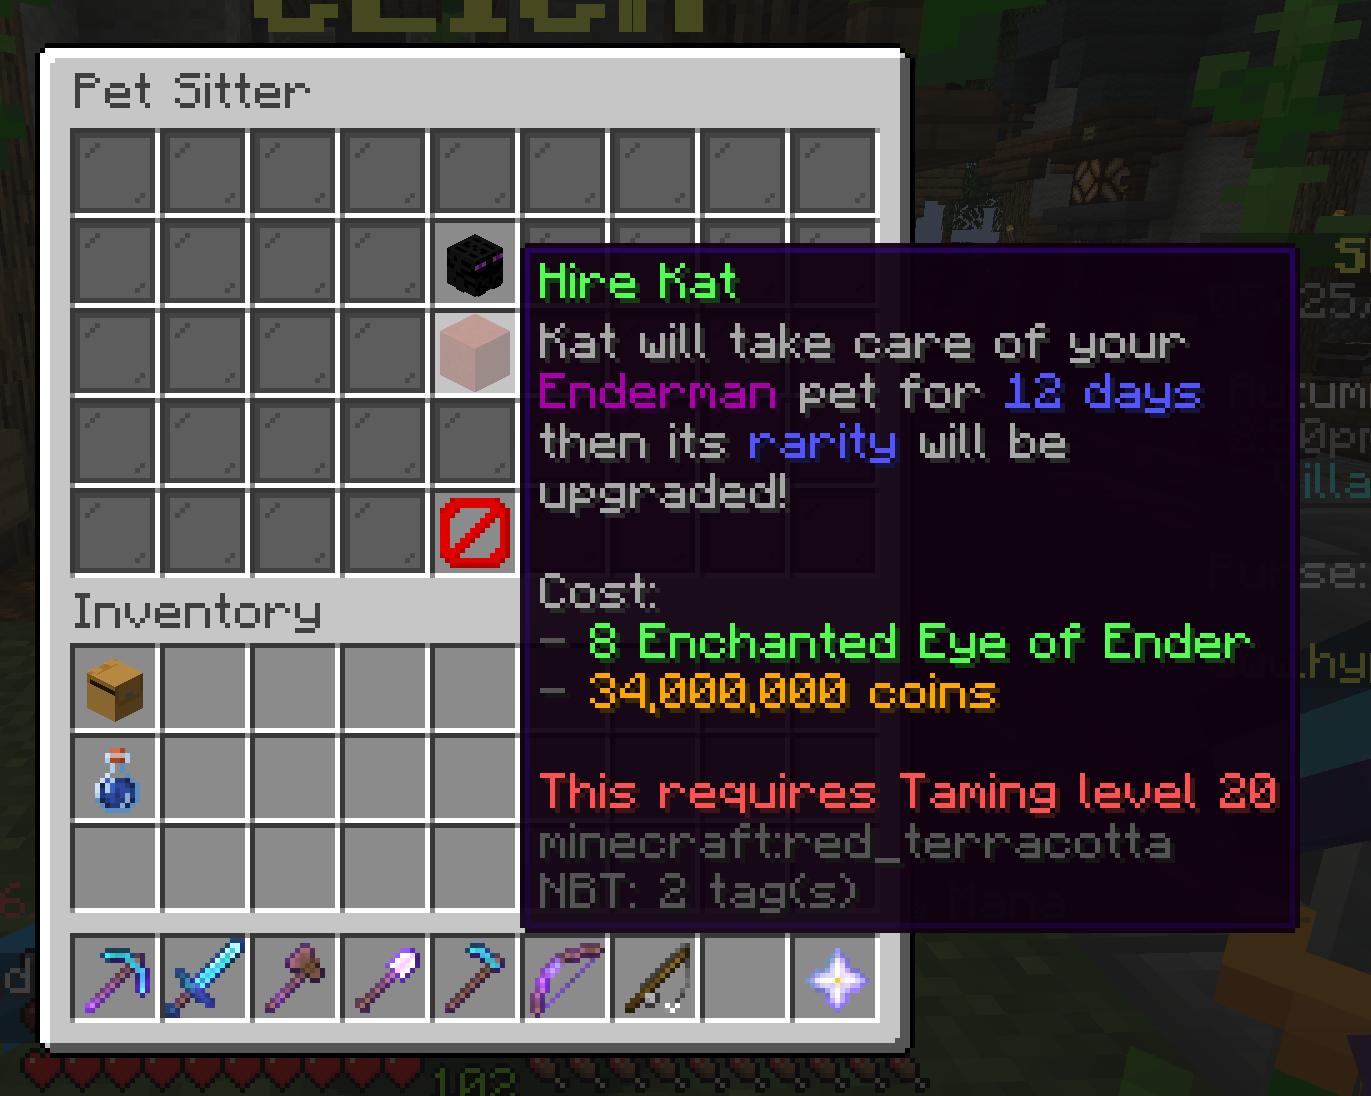 Pet Sitter
Hire Kat
Kat will take care of your
Enderman pet for 12 days
then its rarity will be
upgraded!
Cost:
- 8 Enchanted Eye of Ender
- 34,000,000 coins
This requires Taming level 20
minecraft:red_terracotta
NBT: 2 tag(s)
Inventory
102